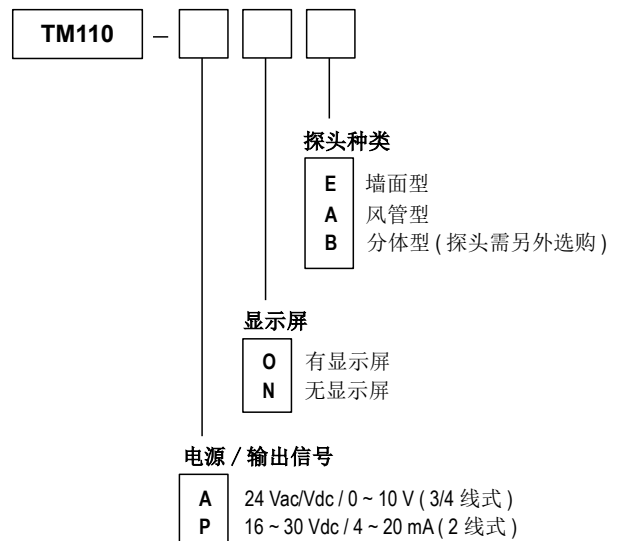 TM110 –
探头种类
E 墙面型
A 风管型
B 分体型 ( 探头需另外选购 )
显示屏
O 有显示屏
N 无显示屏
电源 / 输出信号
A 24 Vac/Vdc / 0 ~ 10 V ( 3/4 线式 )
P 16 ~ 30 Vdc / 4 ~ 20 mA ( 2 线式 )